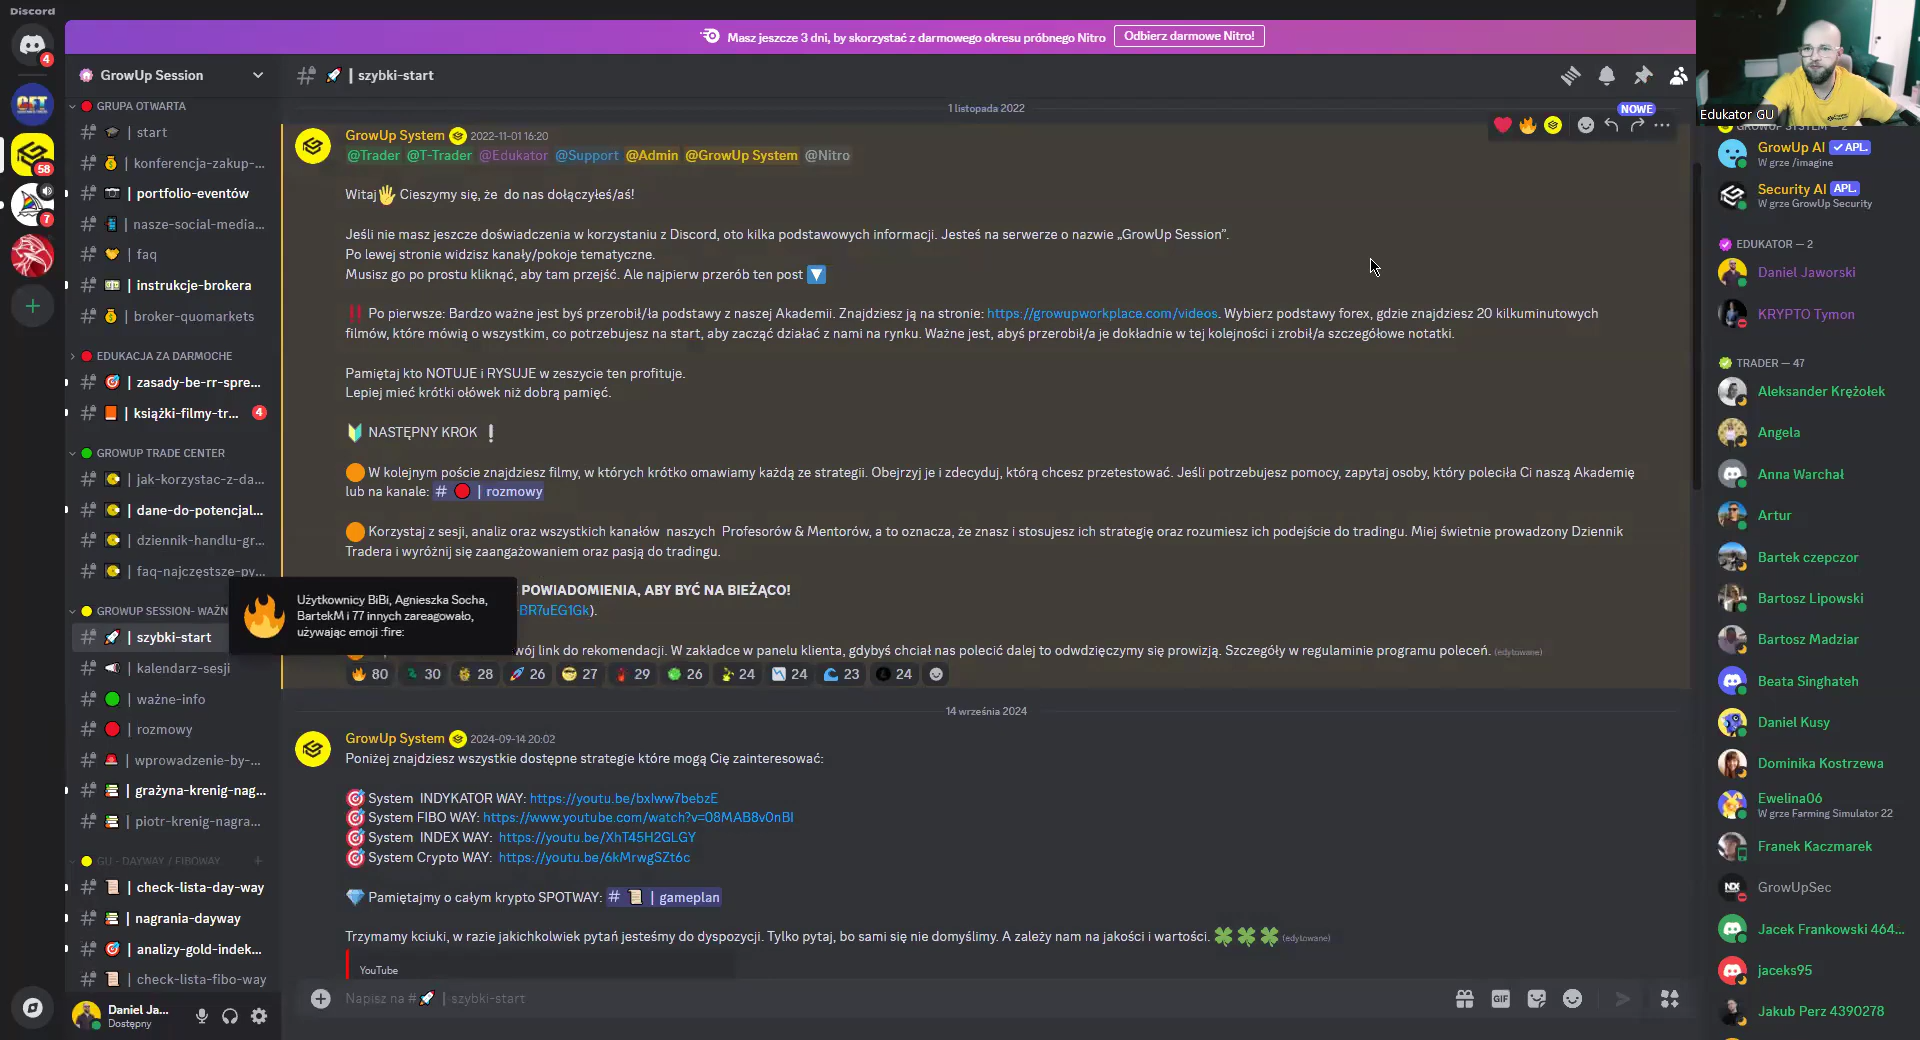 Discord
Masz jeszcze 3 dni, by skorzystać z darmowego okresu próbnego Nitro
Odbierz darmowe Nitro!
4
58
7
GrowUp Session
GRUPA OTWARTA
| start
| konferencja-zakup-...
| portfolio-eventów
| nasze-social-media...
| faq
| instrukcje-brokera
| broker-quomarkets
EDUKACJA ZA DARMOCHE
| zasady-be-rr-spre...
| książki-filmy-tr...
4
GROWUP TRADE CENTER
| jak-korzystac-z-da...
| dane-do-potencjal...
| dziennik-handlu-gr...
| faq-najczęstsze-py...
GROWUP SESSION- WAŻN
| szybki-start
| kalendarz-sesji
| ważne-info
| rozmowy
| wprowadzenie-by-...
| grażyna-krenig-nag...
| piotr-krenig-nagra...
GU - DAYWAY / FIBOWAY
| check-lista-day-way
| nagrania-dayway
| analizy-gold-indek...
| check-lista-fibo-way
Daniel Ja...
Dostępny
🚀 | szybki-start
1 listopada 2022
NOWE
GrowUp System 2022-11-01 16:20
@Trader @T-Trader @Edukator @Support @Admin @GrowUp System @Nitro
Witaj🖐 Cieszymy się, że do nas dołączyłeś/aś!
Jeśli nie masz jeszcze doświadczenia w korzystaniu z Discord, oto kilka podstawowych informacji. Jesteś na serwerze o nazwie „GrowUp Session”.
Po lewej stronie widzisz kanały/pokoje tematyczne.
Musisz go po prostu kliknąć, aby tam przejść. Ale najpierw przerób ten post 🔽
‼️ Po pierwsze: Bardzo ważne jest byś przerobił/ła podstawy z naszej Akademii. Znajdziesz ją na stronie: https://growupworkplace.com/videos. Wybierz podstawy forex, gdzie znajdziesz 20 kilkuminutowych
filmów, które mówią o wszystkim, co potrzebujesz na start, aby zacząć działać z nami na rynku. Ważne jest, abyś przerobił/a je dokładnie w tej kolejności i zrobił/a szczegółowe notatki.
Pamiętaj kto NOTUJE i RYSUJE w zeszycie ten profituje.
Lepiej mieć krótki ołówek niż dobrą pamięć.
🔰 NASTĘPNY KROK ❕
🟠 W kolejnym poście znajdziesz filmy, w których krótko omawiamy każdą ze strategii. Obejrzyj je i zdecyduj, którą chcesz przetestować. Jeśli potrzebujesz pomocy, zapytaj osoby, który poleciła Ci naszą Akademię
lub na kanale: # 🔴 | rozmowy
🟠 Korzystaj z sesji, analiz oraz wszystkich kanałów naszych Profesorów & Mentorów, a to oznacza, że znasz i stosujesz ich strategię oraz rozumiesz ich podejście do tradingu. Miej świetnie prowadzony Dziennik
Tradera i wyróżnij się zaangażowaniem oraz pasją do tradingu.
POWIADOMIENIA, ABY BYĆ NA BIEŻĄCO!
BR7uEG1Gk).
Użytkownicy BiBi, Agnieszka Socha,
BartekM i 77 innych zareagowało,
używając emoji :fire:
wój link do rekomendacji. W zakładce w panelu klienta, gdybyś chciał nas polecić dalej to odwdzięczymy się prowizją. Szczegóły w regulaminie programu poleceń. (edytowane)
80 30 28 26 27 29 26 24 24 23 24
14 września 2024
GrowUp System 2024-09-14 20:02
Poniżej znajdziesz wszystkie dostępne strategie które mogą Cię zainteresować:
🎯 System INDYKATOR WAY: https://youtu.be/bxlww7bebzE
🎯 System FIBO WAY: https://www.youtube.com/watch?v=08MAB8v0nBI
🎯 System INDEX WAY: https://youtu.be/XhT45H2GLGY
🎯 System Crypto WAY: https://youtu.be/6kMrwgSZt6c
💎 Pamiętajmy o całym krypto SPOTWAY: # 📜 | gameplan
Trzymamy kciuki, w razie jakichkolwiek pytań jesteśmy do dyspozycji. Tylko pytaj, bo sami się nie domyślimy. A zależy nam na jakości i wartości. 🍀 🍀 🍀 (edytowane)
YouTube
Napisz na #🚀 | szybki-start
GIF
Edukator GU
GROWUP SYSTEM — 2
GrowUp AI ✓ APL.
W grze /imagine
Security AI APL.
W grze GrowUp Security
EDUKATOR — 2
Daniel Jaworski
KRYPTO Tymon
TRADER — 47
Aleksander Krężołek
Angela
Anna Warchał
Artur
Bartek czepczor
Bartosz Lipowski
Bartosz Madziar
Beata Singhateh
Daniel Kusy
Dominika Kostrzewa
Ewelina06
W grze Farming Simulator 22
Franek Kaczmarek
GrowUpSec
Jacek Frankowski 464...
jaceks95
Jakub Perz 4390278